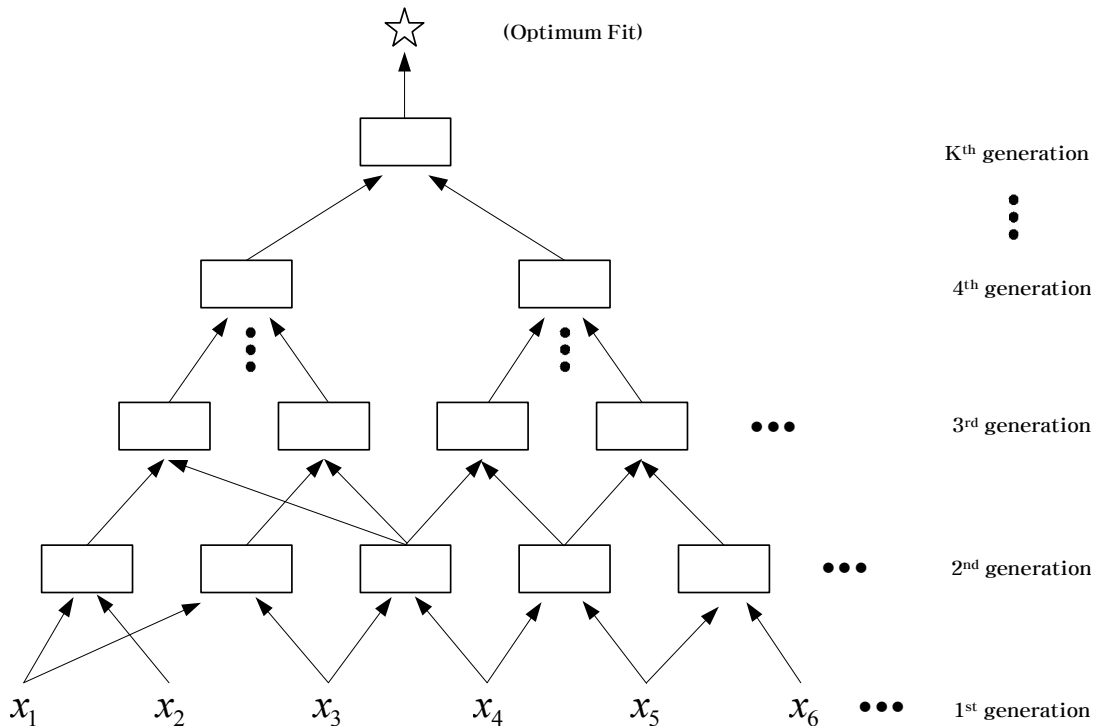 (Optimum Fit)
Kth generation
4th generation
3rd generation
2nd generation
x1 x2 x3 x4 x5 x6 1st generation